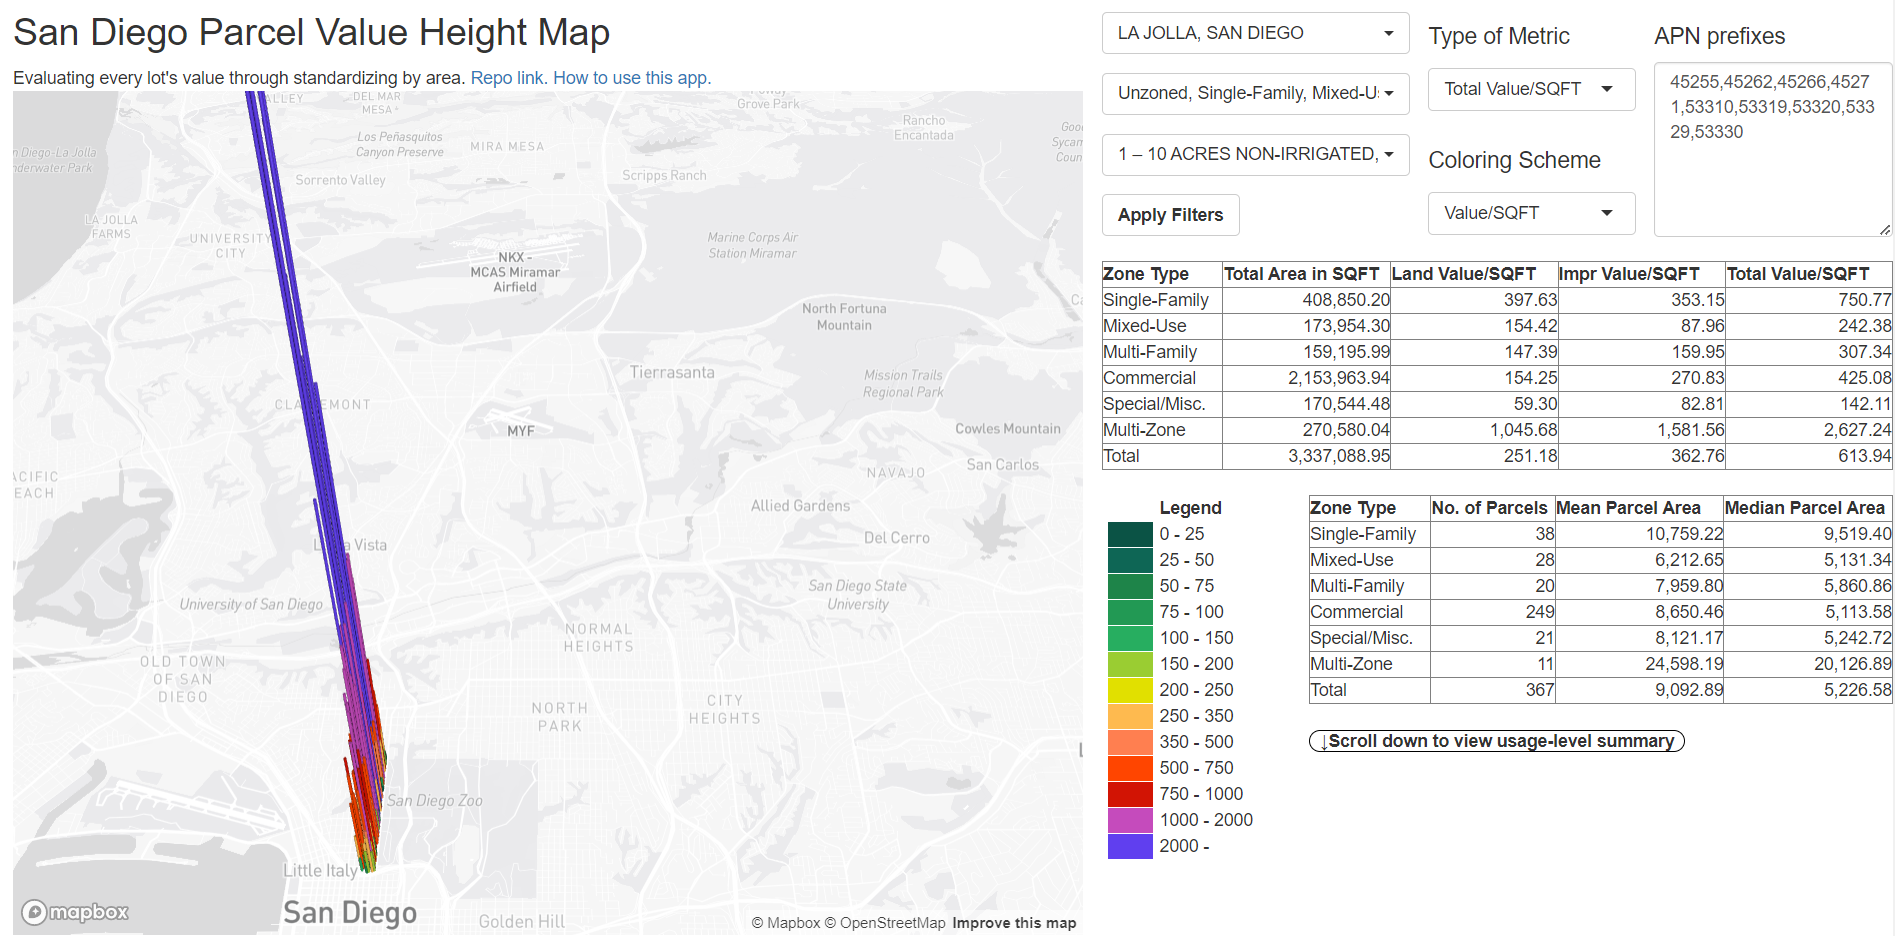 San Diego Parcel Value Height Map
Evaluating every lot's value through standardizing by area. Repo link. How to use this app.
VALLEY
DEL MAR
MESA
Grove Park
Los Peñasquitos
Canyon Preserve
MIRA MESA
Rancho
Encantada
n Diego-La Jolla
nderwater Park
Sorrento Valley
Scripps Ranch
LA JOLLA
FARMS
UNIVERSITY
CITY
NKX -
MCAS Miramar
Airfield
Marine Corps Air
Station Miramar
North Fortuna
Mountain
Tierrasanta
Mission Trails
Regional Park
MYF
Cowles Mountain
San Carlos
NAVAJO
ACIFIC
EACH
Allied Gardens
Del Cerro
Vista
San Diego State
University
University of San Diego
NORMAL
HEIGHTS
OLD TOWN
OF SAN
DIEGO
NORTH
PARK
CITY
HEIGHTS
San Diego Zoo
Little Italy
San Diego
Golden Hill
mapbox
© Mapbox © OpenStreetMap Improve this map
LA JOLLA, SAN DIEGO
Unzoned, Single-Family, Mixed-U
1 – 10 ACRES NON-IRRIGATED,
Apply Filters
Type of Metric
Total Value/SQFT
Coloring Scheme
Value/SQFT
APN prefixes
45255,45262,45266,4527
1,53310,53319,53320,533
29,53330
Zone Type Total Area in SQFT Land Value/SQFT Impr Value/SQFT Total Value/SQFT
Single-Family 408,850.20 397.63 353.15 750.77
Mixed-Use 173,954.30 154.42 87.96 242.38
Multi-Family 159,195.99 147.39 159.95 307.34
Commercial 2,153,963.94 154.25 270.83 425.08
Special/Misc. 170,544.48 59.30 82.81 142.11
Multi-Zone 270,580.04 1,045.68 1,581.56 2,627.24
Total 3,337,088.95 251.18 362.76 613.94
Legend
0 - 25
25 - 50
50 - 75
75 - 100
100 - 150
150 - 200
200 - 250
250 - 350
350 - 500
500 - 750
750 - 1000
1000 - 2000
2000 -
Zone Type No. of Parcels Mean Parcel Area Median Parcel Area
Single-Family 38 10,759.22 9,519.40
Mixed-Use 28 6,212.65 5,131.34
Multi-Family 20 7,959.80 5,860.86
Commercial 249 8,650.46 5,113.58
Special/Misc. 21 8,121.17 5,242.72
Multi-Zone 11 24,598.19 20,126.89
Total 367 9,092.89 5,226.58
↓Scroll down to view usage-level summary